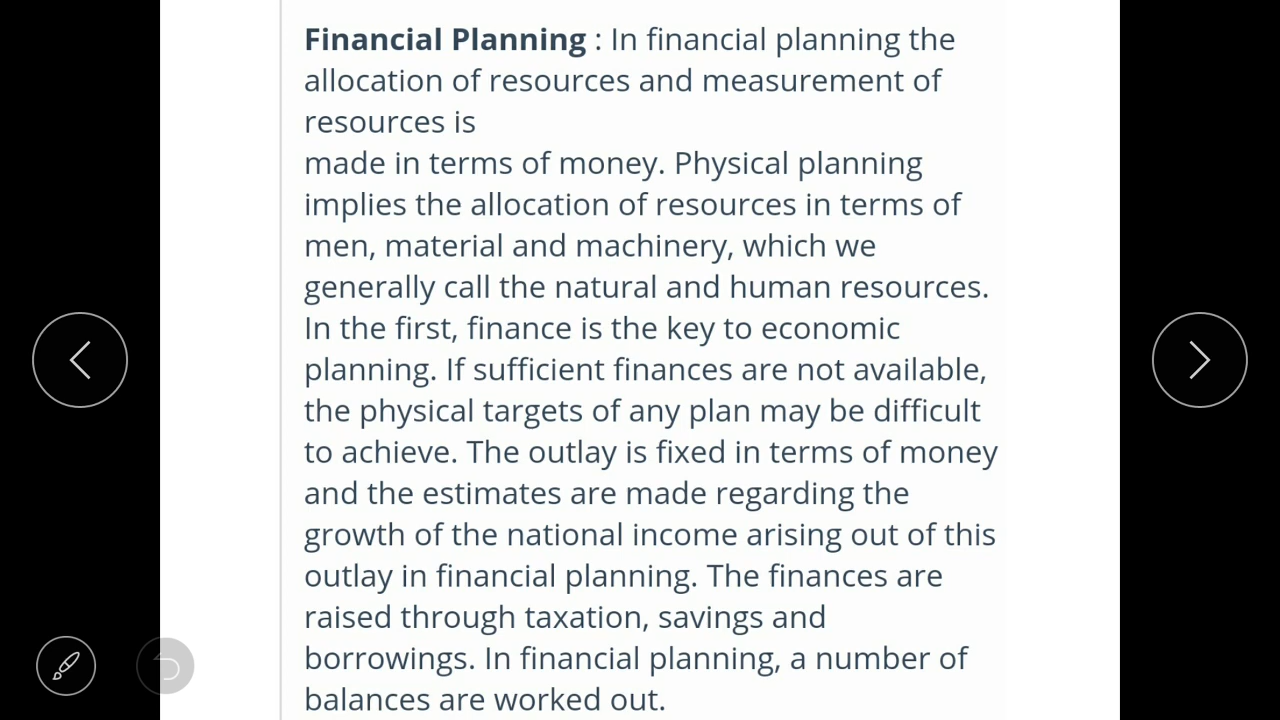 Financial Planning : In financial planning the
allocation of resources and measurement of
resources is
made in terms of money. Physical planning
implies the allocation of resources in terms of
men, material and machinery, which we
generally call the natural and human resources.
In the first, finance is the key to economic
planning. If sufficient finances are not available,
the physical targets of any plan may be difficult
to achieve. The outlay is fixed in terms of money
and the estimates are made regarding the
growth of the national income arising out of this
outlay in financial planning. The finances are
raised through taxation, savings and
borrowings. In financial planning, a number of
balances are worked out.